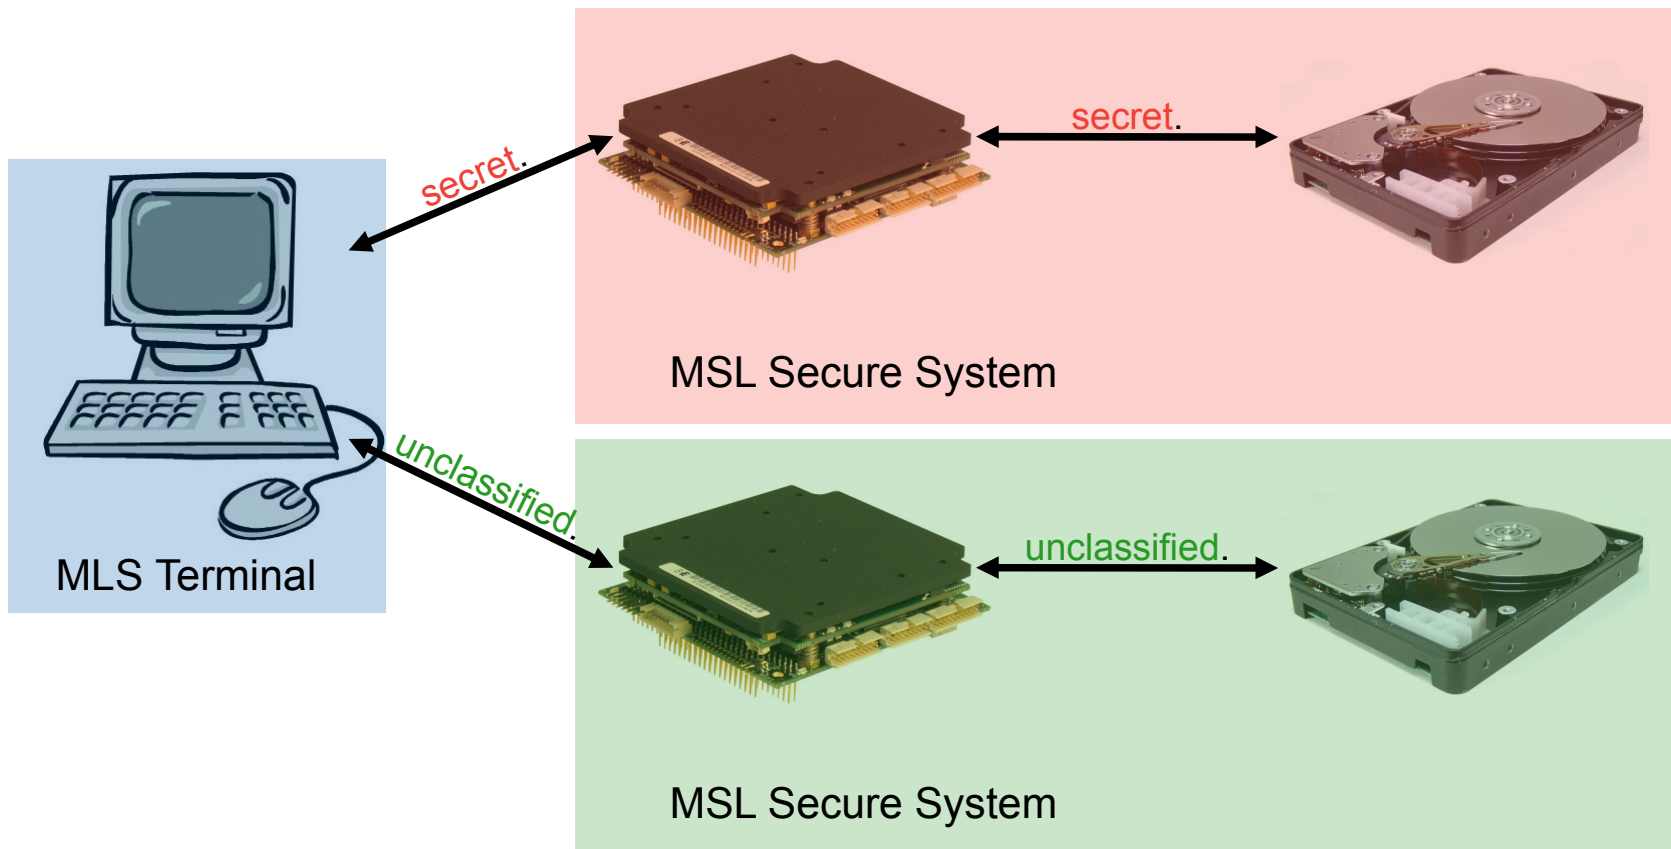 secret.
secret.
MSL Secure System
MLS Terminal
unclassified.
unclassified.
MSL Secure System